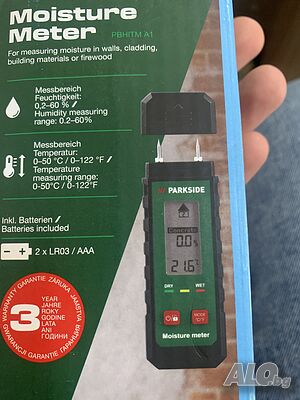 Moisture
Meter
PBHITM A1
For measuring moisture in walls, cladding,
building materials or firewood
Messbereich
Feuchtigkeit:
0,2–60 % /
Humidity measuring
range: 0.2–60%
Messbereich
Temperatur:
0–50 °C / 0–122 °F /
Temperature
measuring range:
0-50°C / 0-122°F
Inkl. Batterien /
Batteries included
2 x LR03 / AAA
WARRANTY GARANTIE ZÁRUKA JAMSTVA
3
YEAR
JAHRE
ROKY
GODINE
LATA
ANI
ГОДИНИ
GWARANCJI GARANȚIE ГАРАНЦИЯ
PARKSIDE
Concrete
0.0%
21.6°C
DRY WET
MODE
°C/°F
Moisture meter
ALO.bg